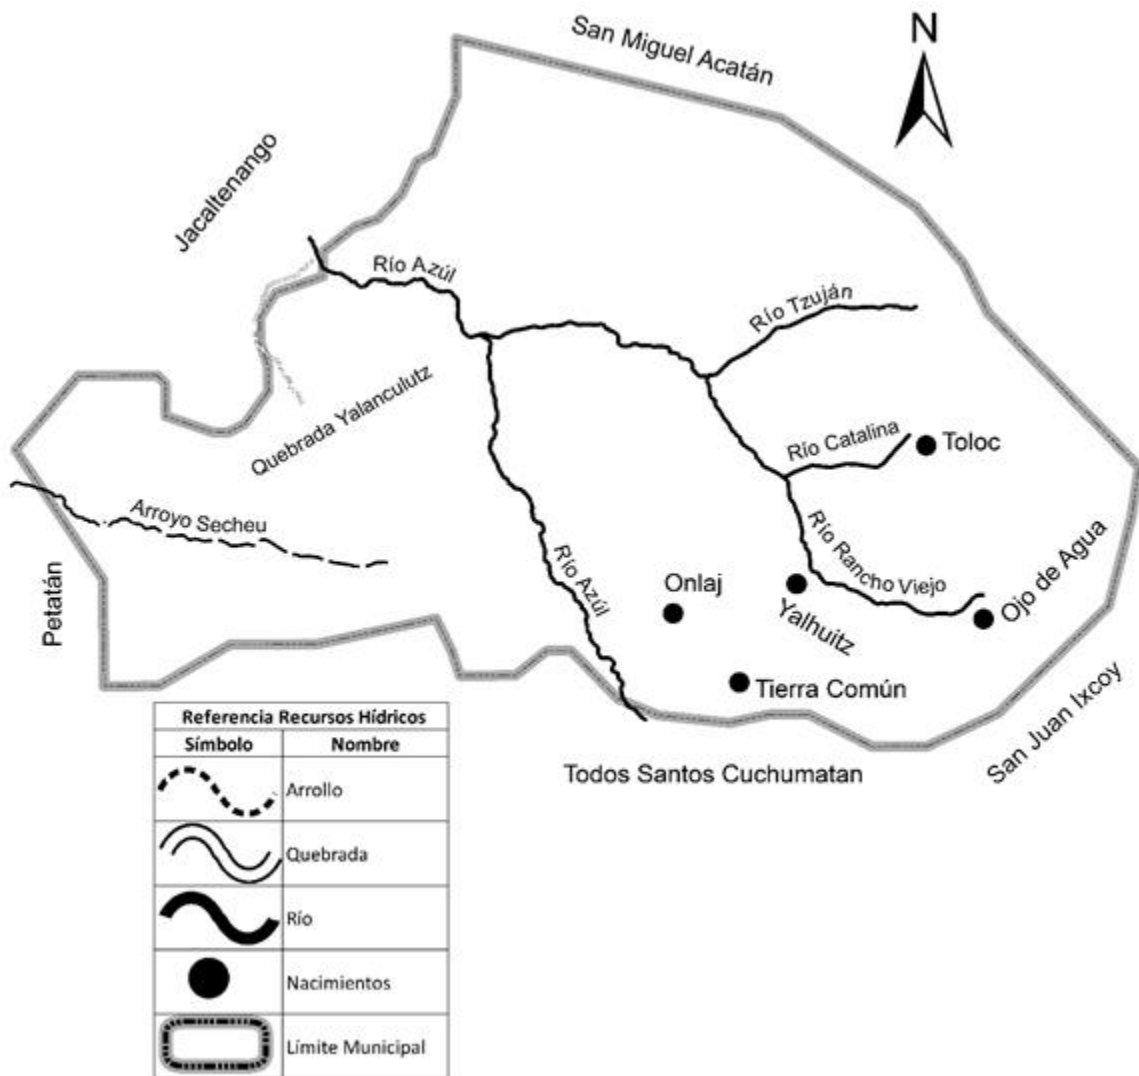 San Miguel Acatán
N
Jacaltenango
Río Azúl
Río Tzuján
Quebrada Yalanculutz
Río Catalina
Toloc
Arroyo Secheu
Río Azúl
Río Rancho Viejo
Ojo de Agua
Petatán
Onlaj
Yalhuitz
Tierra Común
San Juan Ixcoy
Todos Santos Cuchumatan
Referencia Recursos Hídricos
Símbolo Nombre
Arrollo
Quebrada
Río
Nacimientos
Límite Municipal